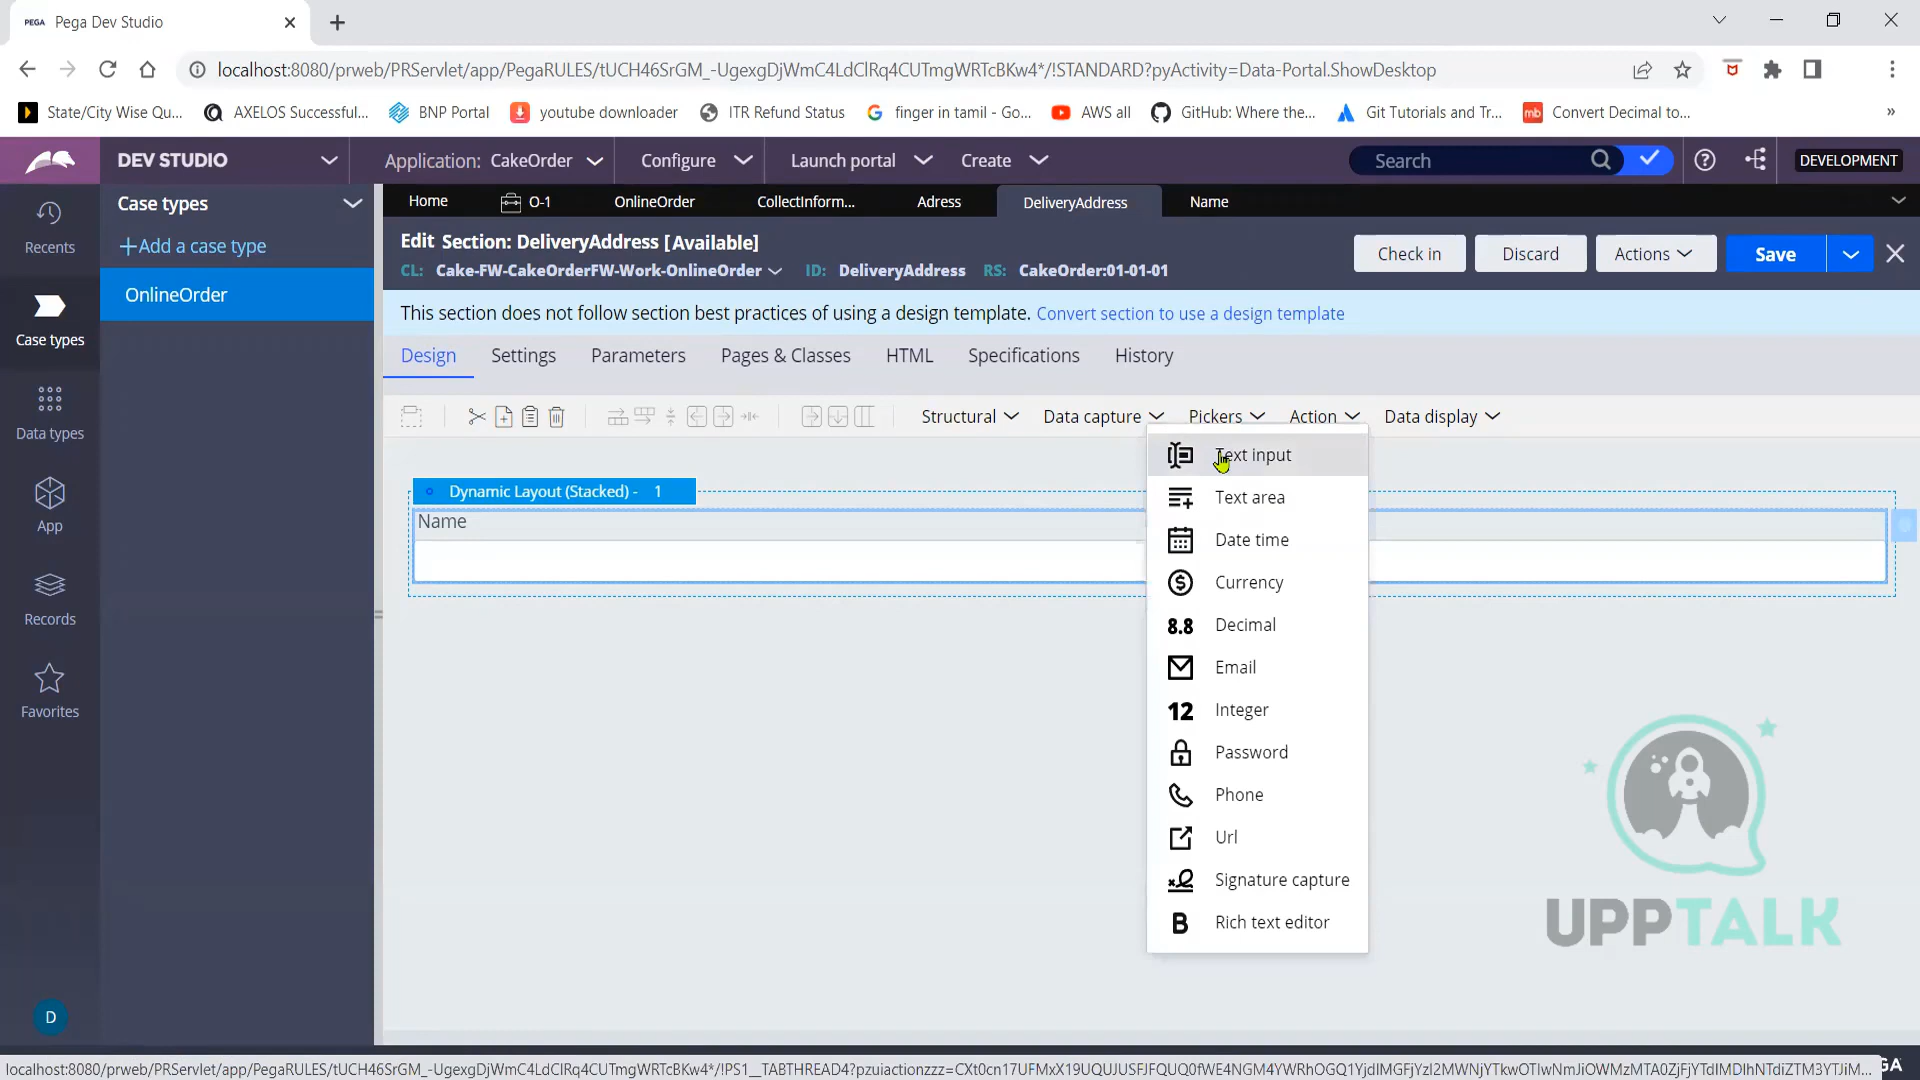 PEGA Pega Dev Studio
localhost:8080/prweb/PRServlet/app/PegaRULES/tUCH46SrGM_-UgexgDjWmC4LdClRq4CUTmgWRTcBKw4*/!STANDARD?pyActivity=Data-Portal.ShowDesktop
State/City Wise Qu... AXELOS Successful... BNP Portal youtube downloader ITR Refund Status finger in tamil - Go... AWS all GitHub: Where the... Git Tutorials and Tr... mb Convert Decimal to... »
DEV STUDIO Application: CakeOrder Configure Launch portal Create Search DEVELOPMENT
Recents
Case types
Data types
App
Records
Favorites
D
Case types
+Add a case type
OnlineOrder
Home O-1 OnlineOrder CollectInform... Adress DeliveryAddress Name
Edit Section: DeliveryAddress [Available]
CL: Cake-FW-CakeOrderFW-Work-OnlineOrder ID: DeliveryAddress RS: CakeOrder:01-01-01
Check in Discard Actions Save
This section does not follow section best practices of using a design template. Convert section to use a design template
Design Settings Parameters Pages & Classes HTML Specifications History
Structural Data capture Pickers Action Data display
Dynamic Layout (Stacked) - 1
Name
Text input
Text area
Date time
Currency
8.8 Decimal
Email
12 Integer
Password
Phone
Url
Signature capture
B Rich text editor
UPPTALK